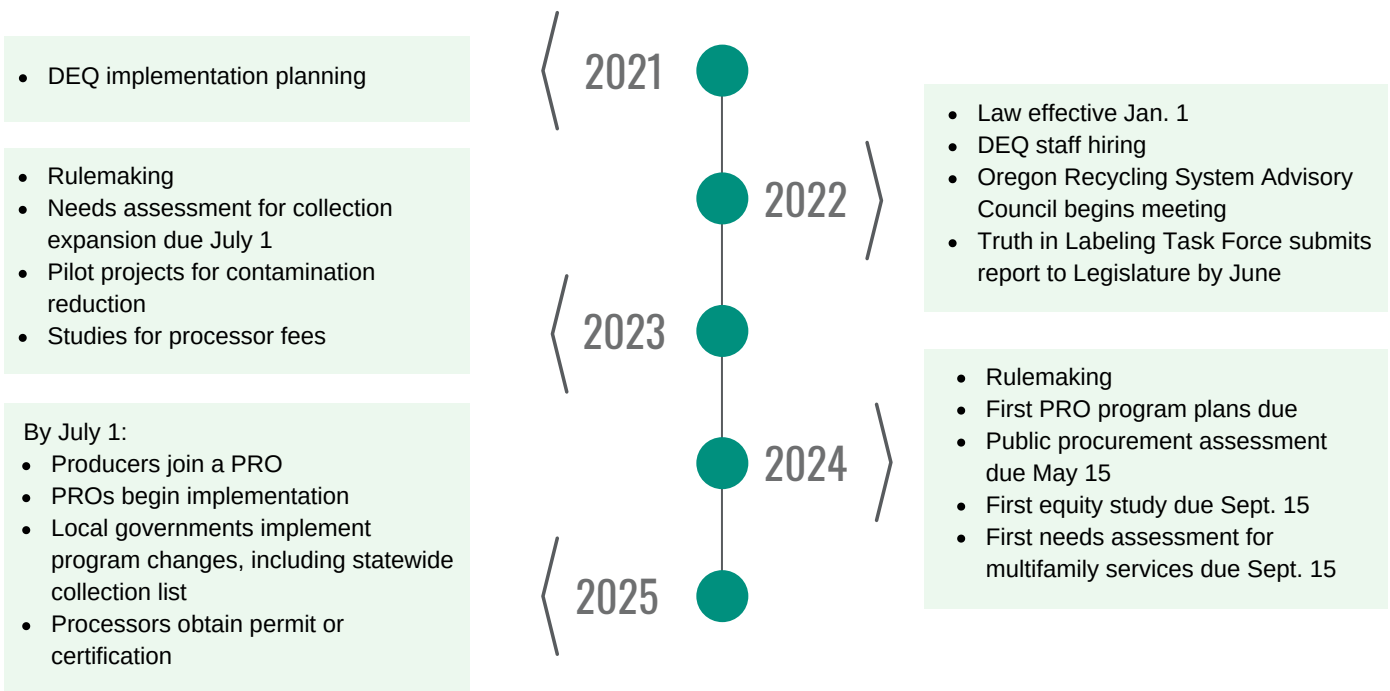 2021
• DEQ implementation planning
2022
• Law effective Jan. 1
• DEQ staff hiring
• Oregon Recycling System Advisory
Council begins meeting
• Truth in Labeling Task Force submits
report to Legislature by June
2023
• Rulemaking
• Needs assessment for collection
expansion due July 1
• Pilot projects for contamination
reduction
• Studies for processor fees
2024
• Rulemaking
• First PRO program plans due
• Public procurement assessment
due May 15
• First equity study due Sept. 15
• First needs assessment for
multifamily services due Sept. 15
2025
By July 1:
• Producers join a PRO
• PROs begin implementation
• Local governments implement
program changes, including statewide
collection list
• Processors obtain permit or
certification